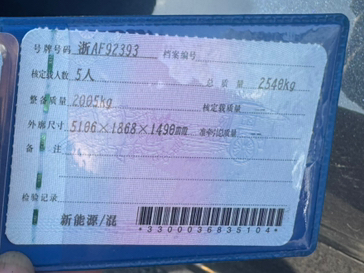 号牌号码 浙AF92393 档案编号
核定载人数 5人 总质量 2540kg
整备质量 2005kg 核定载质量
外廓尺寸 5106×1868×1490mm 准牵引总质量 —
备注
检验记录
新能源/混
*3300036835104*